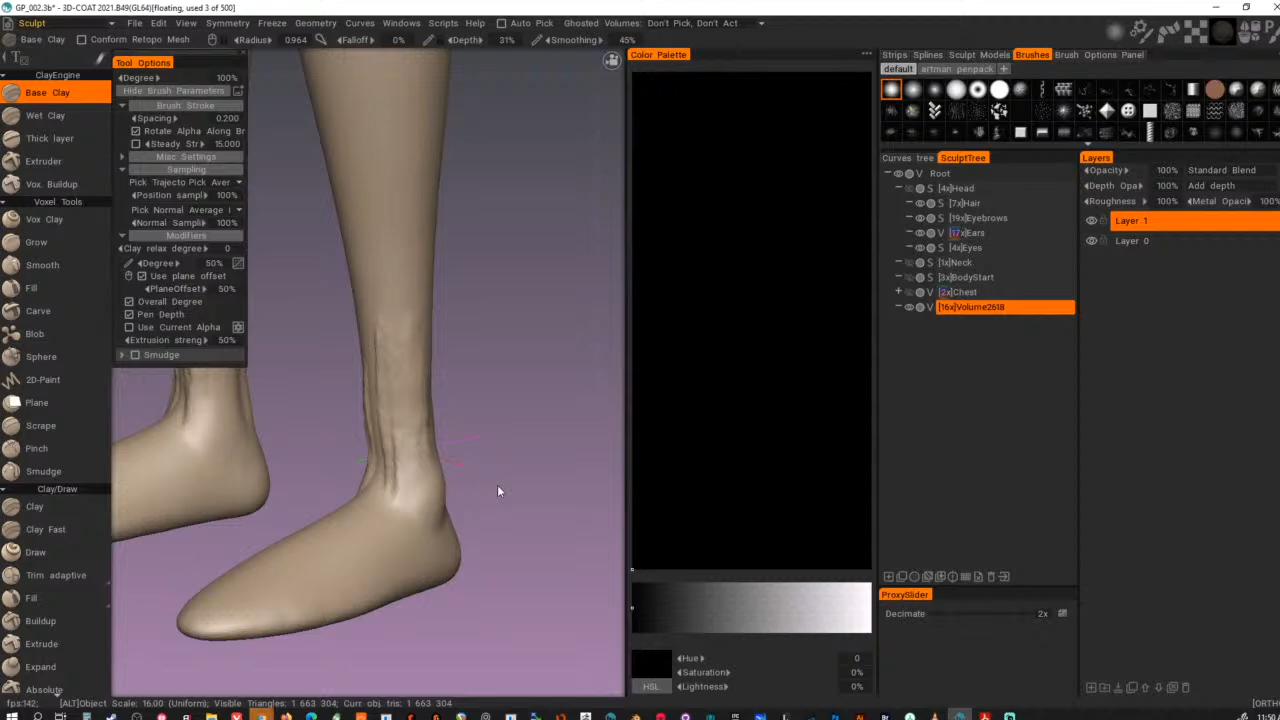 GP_002.3b* - 3D-COAT 2021.B49(GL64)[floating, used 3 of 500]
Sculpt File Edit View Symmetry Freeze Geometry Curves Windows Scripts Help Auto Pick Ghosted Volumes: Don't Pick, Don't Act
Base Clay Conform Retopo Mesh Radius 0.964 Falloff 0% Depth 31% Smoothing 45%
ClayEngine
Base Clay
Wet Clay
Thick layer
Extruder
Vox. Buildup
Voxel Tools
Vox Clay
Grow
Smooth
Fill
Carve
Blob
Sphere
2D-Paint
Plane
Scrape
Pinch
Smudge
Clay/Draw
Clay
Clay Fast
Draw
Trim adaptive
Fill
Buildup
Extrude
Expand
Absolute
Tool Options
Degree 100%
Hide Brush Parameters
Brush Stroke
Spacing 0.200
Rotate Alpha Along Br
Steady Str 15.000
Misc Settings
Sampling
Pick Trajecto Pick Aver
Position sampl 100%
Pick Normal Average
Normal Sampli 100%
Modifiers
Clay relax degree 0
Degree 50%
Use plane offset
PlaneOffset 50%
Overall Degree
Pen Depth
Use Current Alpha
Extrusion streng 50%
Smudge
Color Palette
Hue 0
Saturation 0%
HSL Lightness 0%
Strips Splines Sculpt Models Brushes Brush Options Panel
default artman penpack +
Curves tree SculptTree
V Root
S [4x]Head
S [7x]Hair
S [19x]Eyebrows
V [17x]Ears
S [4x]Eyes
S [1x]Neck
S [3x]BodyStart
V [2x]Chest
V [16x]Volume2618
ProxySlider
Decimate 2x
Layers
Opacity 100% Standard Blend
Depth Opa 100% Add depth
Roughness 100% Metal Opaci 100%
Layer 1
Layer 0
fps:142, [ALT]Object Scale: 16.00 (Uniform); Visible Triangles: 1 663 304; Curr. obj. tris: 1 663 304